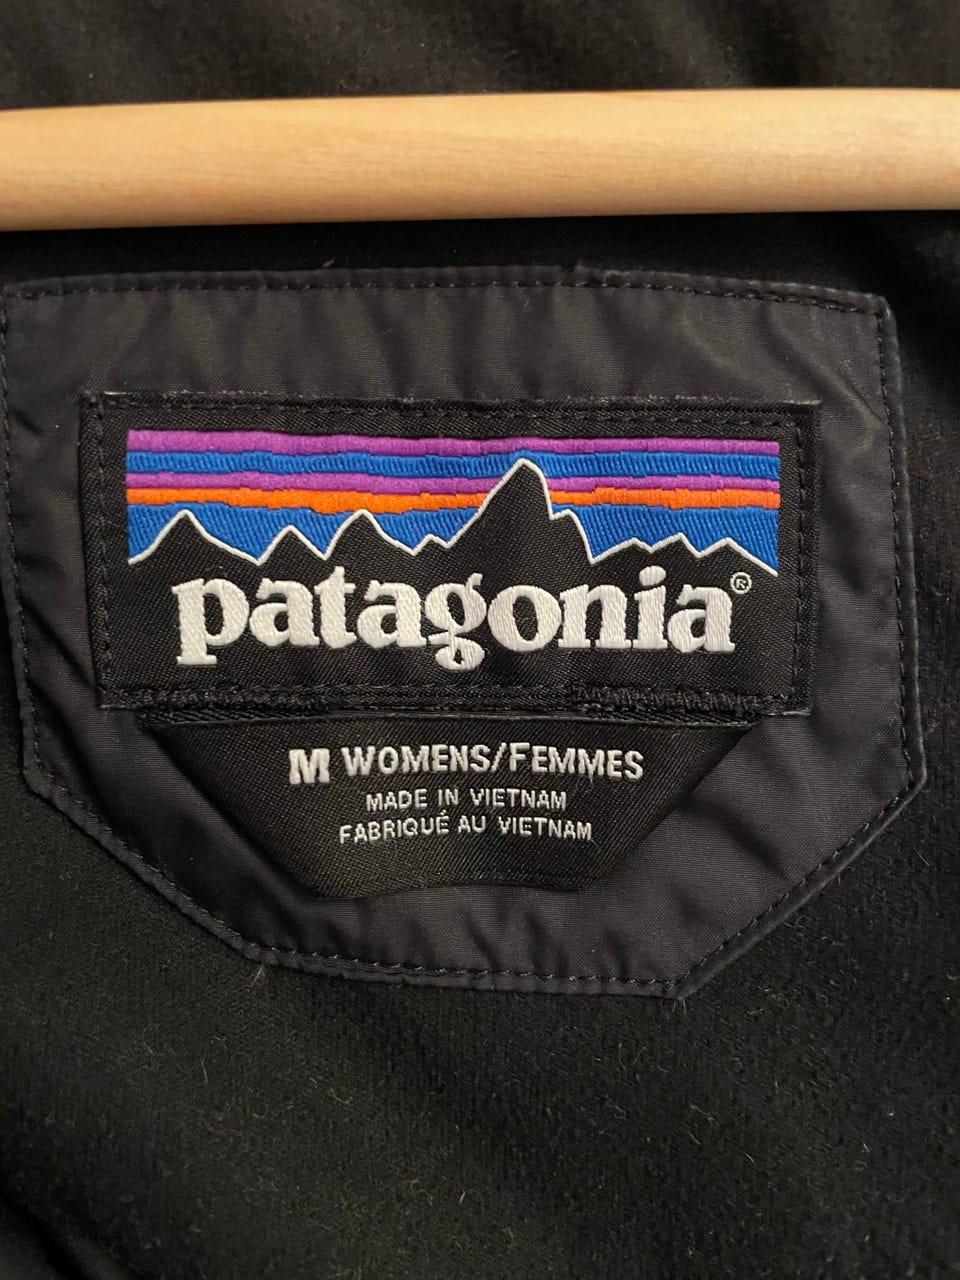 patagonia®
M WOMENS/FEMMES
MADE IN VIETNAM
FABRIQUÉ AU VIETNAM